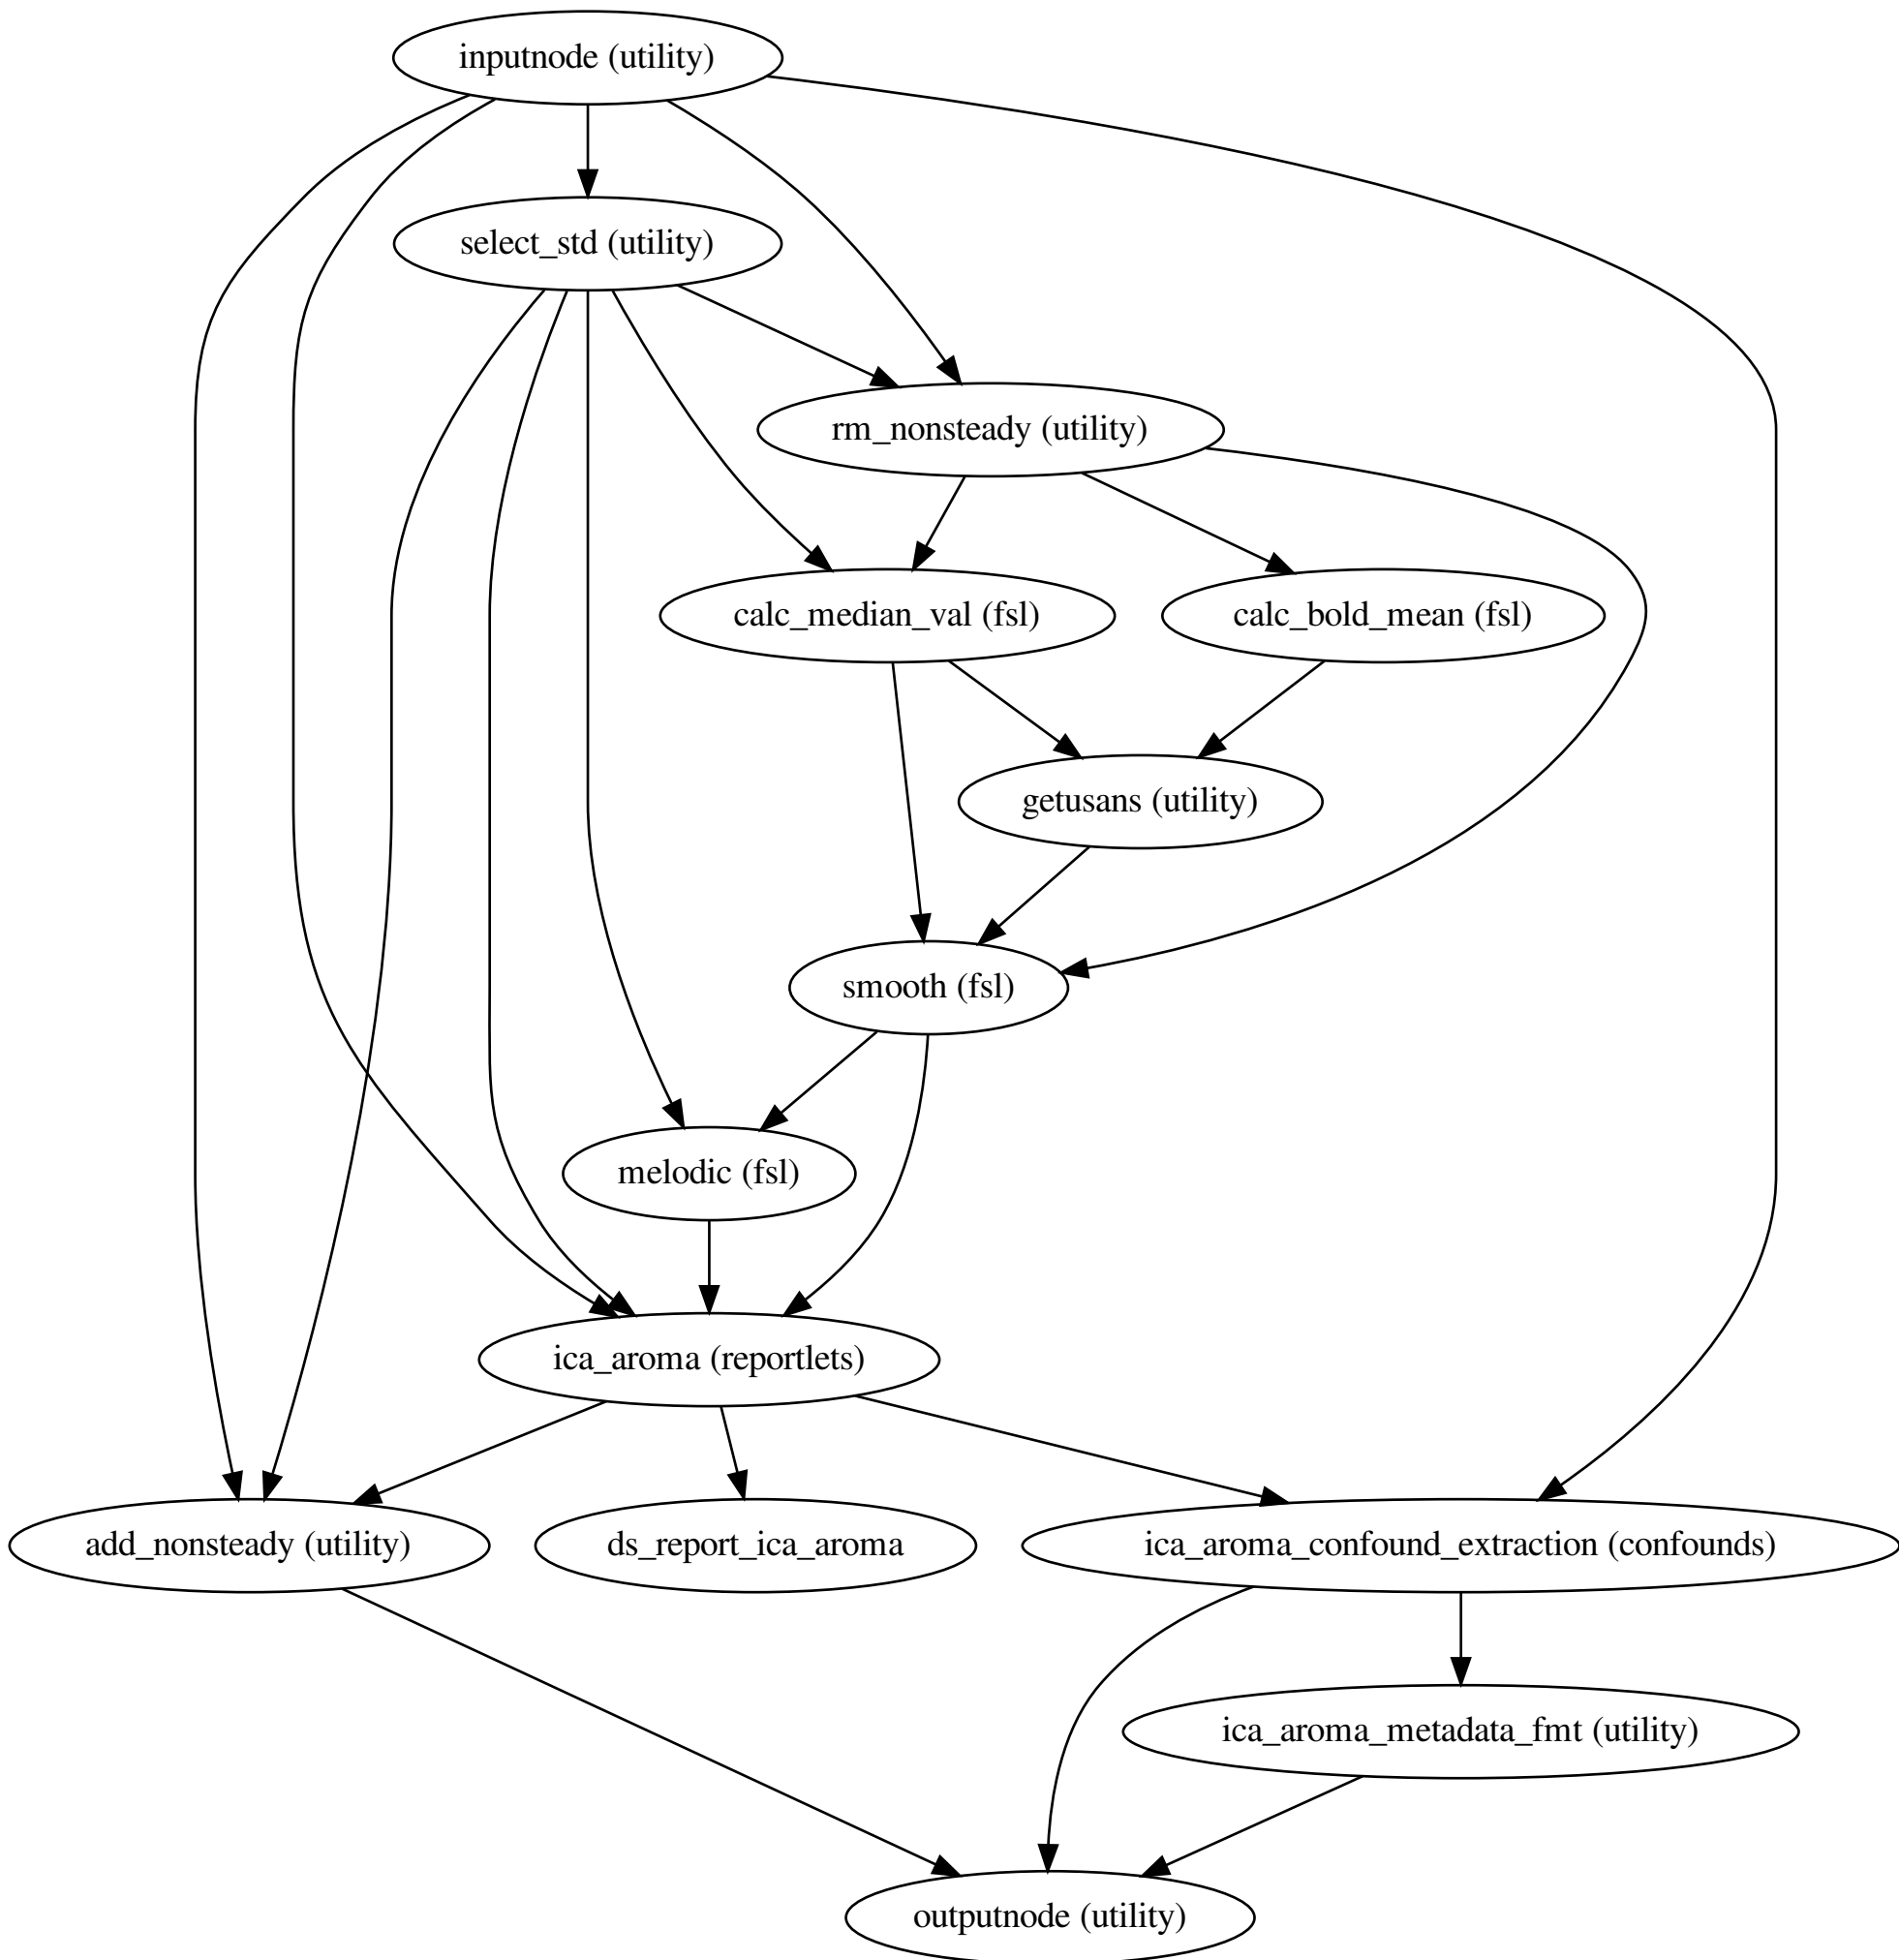 inputnode (utility)
select_std (utility)
rm_nonsteady (utility)
calc_median_val (fsl)
calc_bold_mean (fsl)
getusans (utility)
smooth (fsl)
melodic (fsl)
ica_aroma (reportlets)
add_nonsteady (utility)
ds_report_ica_aroma
ica_aroma_confound_extraction (confounds)
ica_aroma_metadata_fmt (utility)
outputnode (utility)